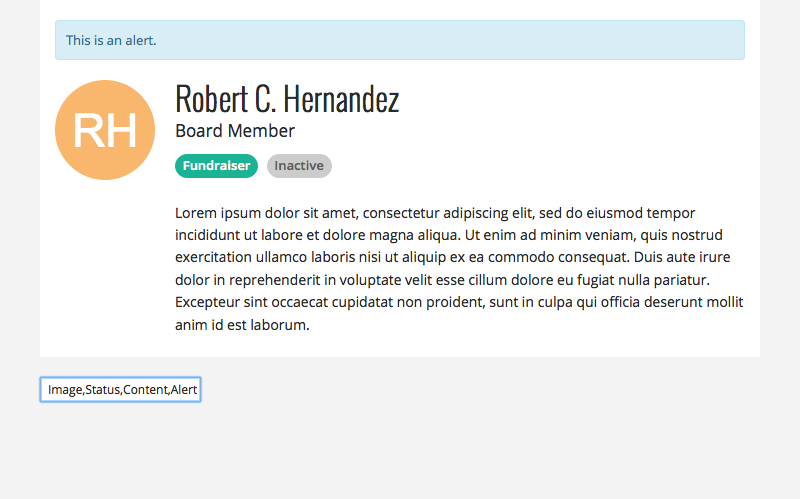 This is an alert.
RH
Robert C. Hernandez
Board Member
Fundraiser Inactive
Lorem ipsum dolor sit amet, consectetur adipiscing elit, sed do eiusmod tempor
incididunt ut labore et dolore magna aliqua. Ut enim ad minim veniam, quis nostrud
exercitation ullamco laboris nisi ut aliquip ex ea commodo consequat. Duis aute irure
dolor in reprehenderit in voluptate velit esse cillum dolore eu fugiat nulla pariatur.
Excepteur sint occaecat cupidatat non proident, sunt in culpa qui officia deserunt mollit
anim id est laborum.
Image,Status,Content,Alert